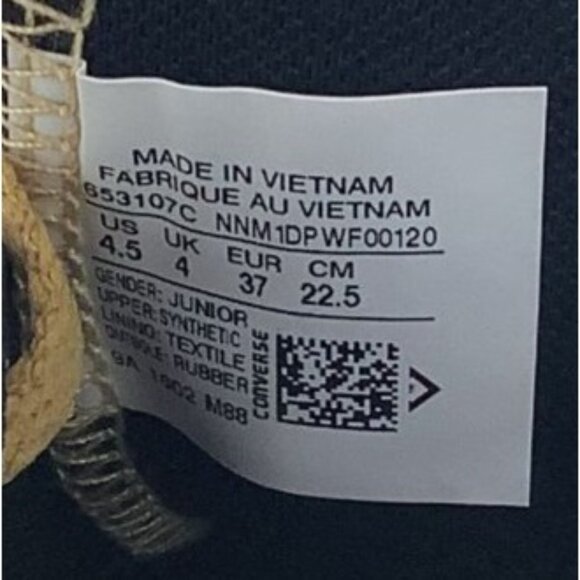 MADE IN VIETNAM
FABRIQUE AU VIETNAM
653107C NNM1DPWF00120
US UK EUR CM
4.5 4 37 22.5
GENDER: JUNIOR
UPPER: SYNTHETIC
LINING: TEXTILE
OUTSOLE: RUBBER
1902 M88
CONVERSE